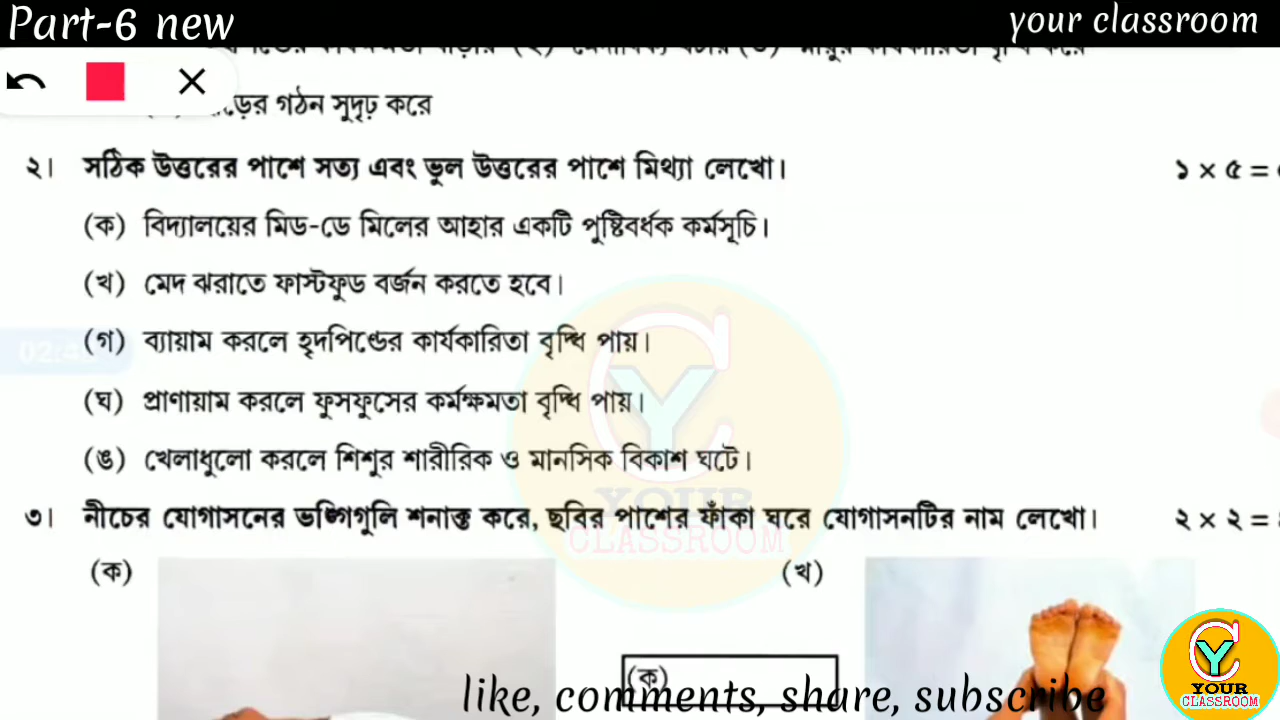 Part-6 new
your classroom
গঠন সুদৃঢ় করে
২। সঠিক উত্তরের পাশে সত্য এবং ভুল উত্তরের পাশে মিথ্যা লেখো। ১ × ৫ =
(ক) বিদ্যালয়ের মিড-ডে মিলের আহার একটি পুষ্টিবর্ধক কর্মসূচি।
(খ) মেদ ঝরাতে ফাস্টফুড বর্জন করতে হবে।
(গ) ব্যায়াম করলে হৃদপিণ্ডের কার্যকারিতা বৃদ্ধি পায়।
(ঘ) প্রাণায়াম করলে ফুসফুসের কর্মক্ষমতা বৃদ্ধি পায়।
(ঙ) খেলাধুলো করলে শিশুর শারীরিক ও মানসিক বিকাশ ঘটে।
YOUR
CLASSROOM
৩। নীচের যোগাসনের ভঙ্গিগুলি শনাক্ত করে, ছবির পাশের ফাঁকা ঘরে যোগাসনটির নাম লেখো। ২ × ২ =
(ক) (খ)
(ক)
like, comments, share, subscribe
YOUR
CLASSROOM